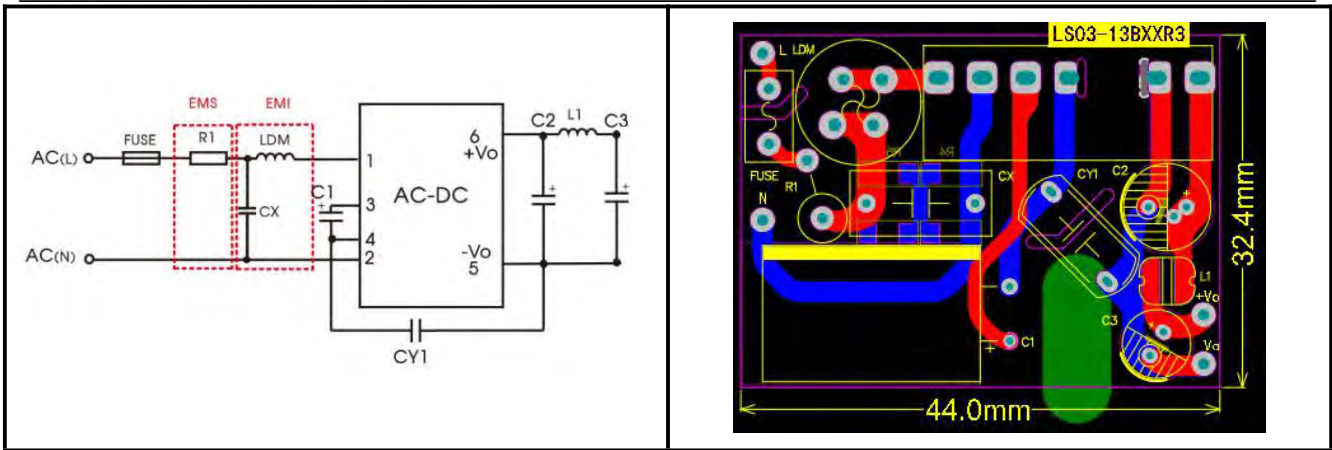 EMS EMI
FUSE R1 LDM
C2 L1 C3
AC(L)
1
6
+Vo
C1
AC-DC
3
CX
4
AC(N)
2
-Vo
5
CY1
LS03-13BXXR3
L LDM
FUSE
R1
CX
CY1
C2
N
+
L1
+Vo
C3
+
Vo
C1
+
32.4mm
44.0mm